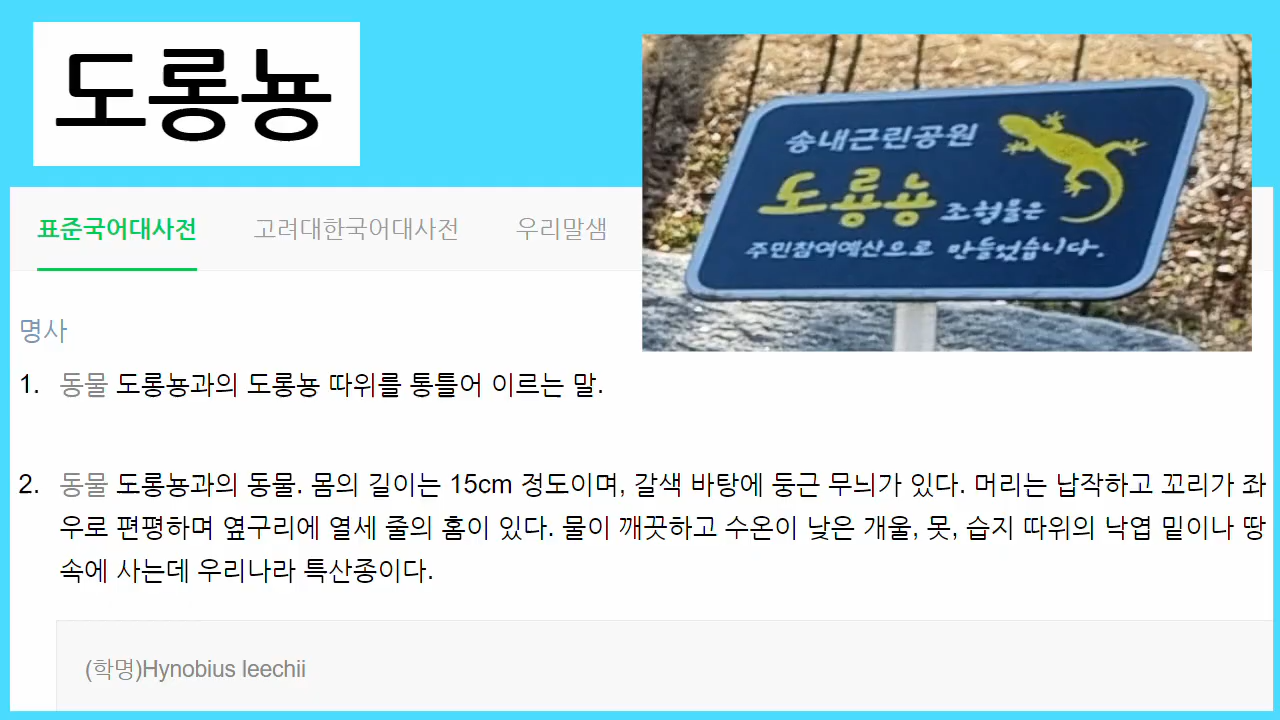 도롱뇽
송내근린공원
도룡뇽 조형물은
주민참여예산으로 만들었습니다.
표준국어대사전 고려대한국어대사전 우리말샘
명사
1. 동물 도롱뇽과의 도롱뇽 따위를 통틀어 이르는 말.
2. 동물 도롱뇽과의 동물. 몸의 길이는 15cm 정도이며, 갈색 바탕에 둥근 무늬가 있다. 머리는 납작하고 꼬리가 좌
우로 편평하며 옆구리에 열세 줄의 홈이 있다. 물이 깨끗하고 수온이 낮은 개울, 못, 습지 따위의 낙엽 밑이나 땅
속에 사는데 우리나라 특산종이다.
(학명)Hynobius leechii